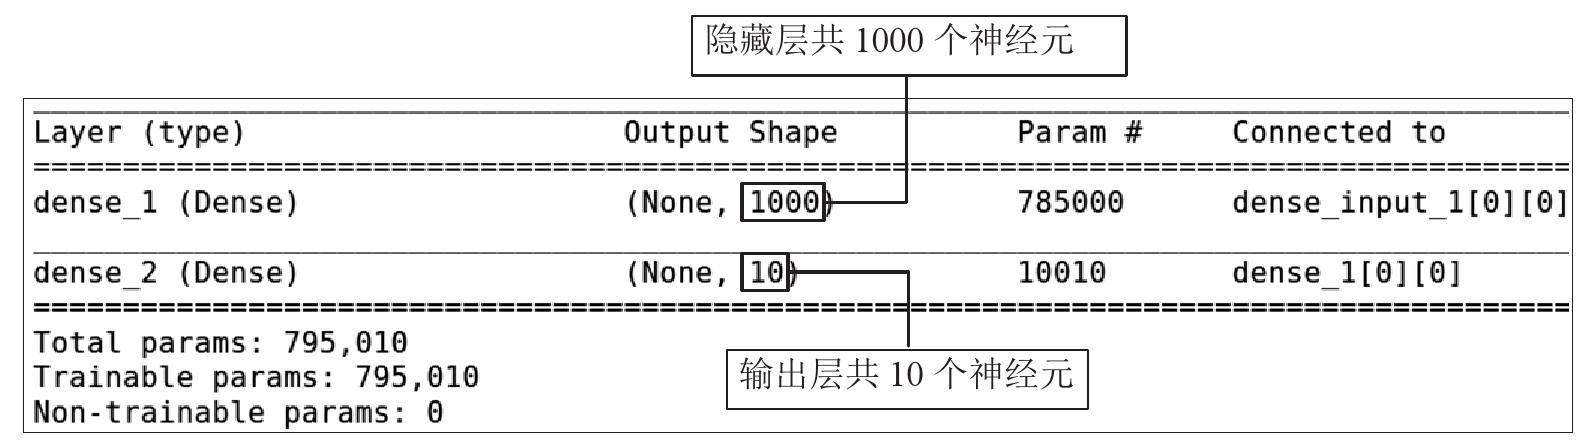 隐藏层共 1000 个神经元
Layer (type) Output Shape Param # Connected to
dense_1 (Dense) (None, 1000) 785000 dense_input_1[0][0]
dense_2 (Dense) (None, 10) 10010 dense_1[0][0]
Total params: 795,010
Trainable params: 795,010
Non-trainable params: 0
输出层共 10 个神经元